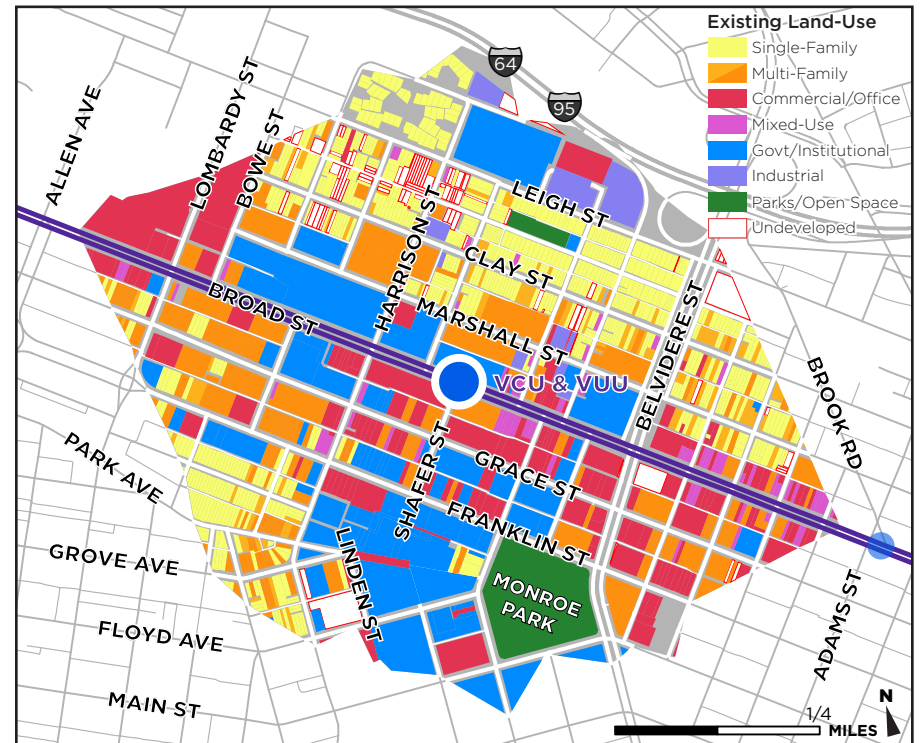 Existing Land-Use
Single-Family
Multi-Family
Commercial/Office
Mixed-Use
Govt/Institutional
Industrial
Parks/Open Space
Undeveloped
64
95
ALLEN AVE
LOMBARDY ST
BOWE ST
HARRISON ST
LEIGH ST
CLAY ST
MARSHALL ST
BROAD ST
BELVIDERE ST
BROOK RD
VCU & VUU
PARK AVE
SHAFER ST
GRACE ST
FRANKLIN ST
LINDEN ST
GROVE AVE
FLOYD AVE
MAIN ST
MONROE
PARK
ADAMS ST
N
1/4
MILES